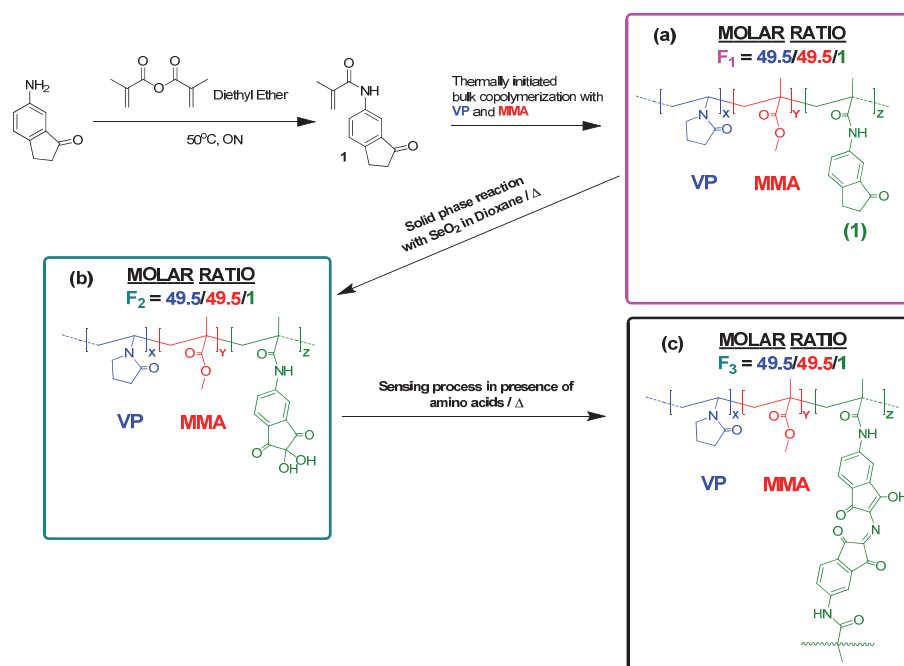 NH₂
O
O
O
O
Diethyl Ether
50°C, ON
O
NH
O
1
Thermally initiated
bulk copolymerization with
VP and MMA
(a)
MOLAR RATIO
F₁ = 49.5/49.5/1
X
Y
Z
N
O
O
O
O
NH
O
VP
MMA
(1)
Solid phase reaction
with SeO₂ in Dioxane / Δ
(b)
MOLAR RATIO
F₂ = 49.5/49.5/1
X
Y
Z
N
O
O
O
O
NH
O
O
OH
OH
VP
MMA
Sensing process in presence of
amino acids / Δ
(c)
MOLAR RATIO
F₃ = 49.5/49.5/1
X
Y
Z
N
O
O
O
O
NH
VP
MMA
O
OH
N
O
O
HN
O